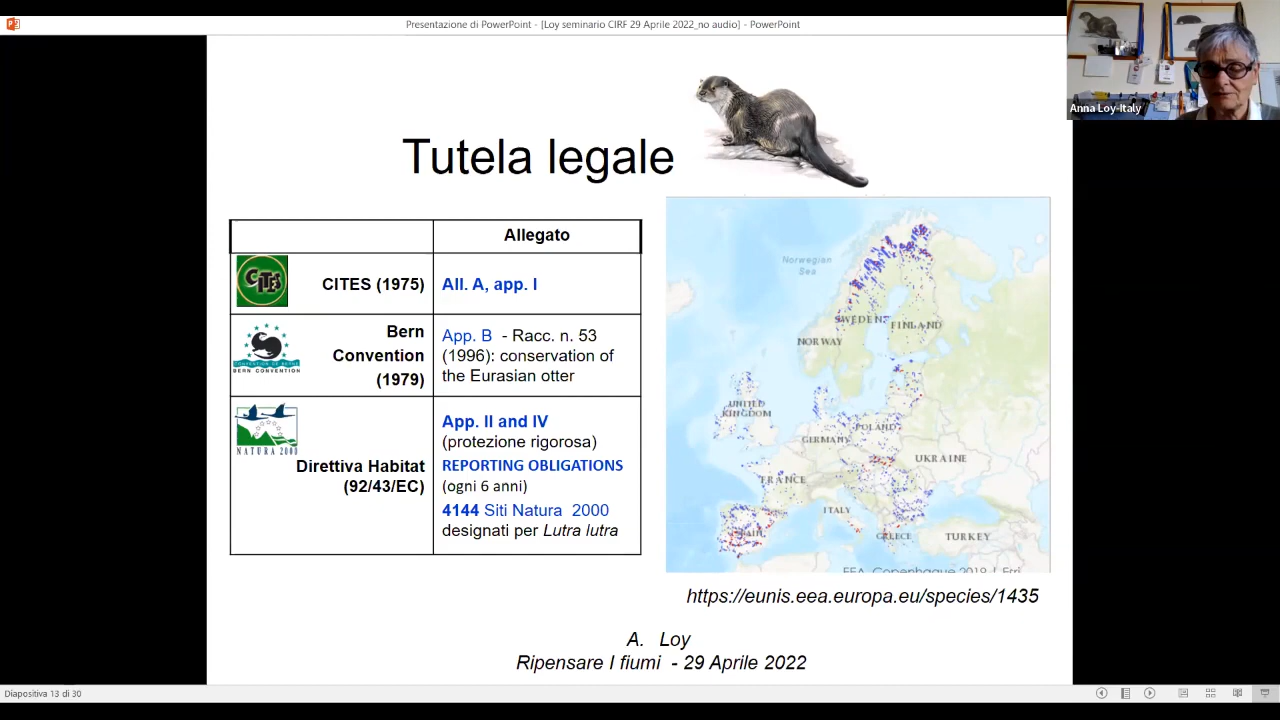 Presentazione di PowerPoint - [Loy seminario CIRF 29 Aprile 2022_no audio] - PowerPoint
Anna Loy-Italy
Tutela legale
Allegato
CITES
CITES (1975)
All. A, app. I
BERN CONVENTION
Bern
Convention
(1979)
App. B - Racc. n. 53
(1996): conservation of
the Eurasian otter
NATURA 2000
Direttiva Habitat
(92/43/EC)
App. II and IV
(protezione rigorosa)
REPORTING OBLIGATIONS
(ogni 6 anni)
4144 Siti Natura 2000
designati per Lutra lutra
Norwegian
Sea
SWEDEN
FINLAND
NORWAY
UNITED
KINGDOM
POLAND
GERMANY
UKRAINE
FRANCE
ITALY
SPAIN
GREECE
TURKEY
https://eunis.eea.europa.eu/species/1435
A. Loy
Ripensare I fiumi - 29 Aprile 2022
Diapositiva 13 di 30